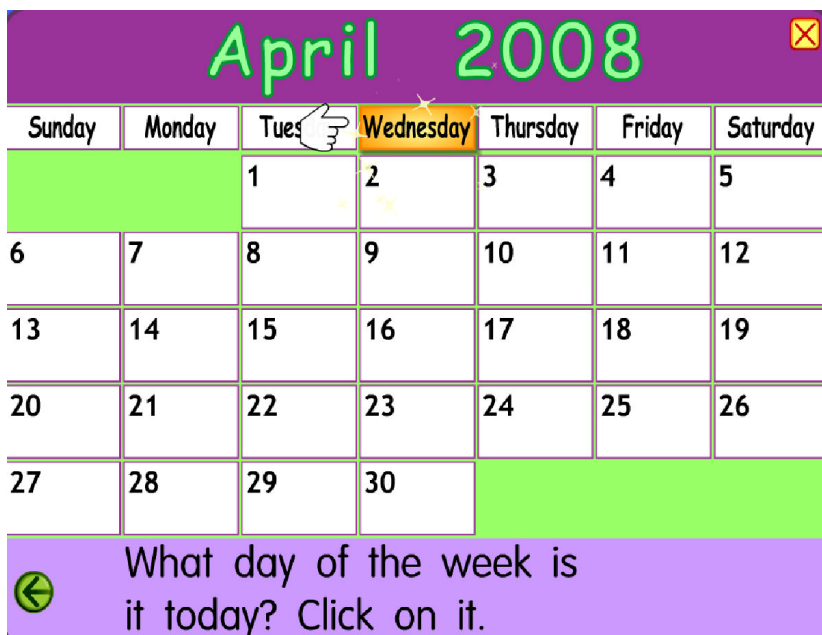 April 2008
Sunday Monday Tues Wednesday Thursday Friday Saturday
1 2 3 4 5
6 7 8 9 10 11 12
13 14 15 16 17 18 19
20 21 22 23 24 25 26
27 28 29 30
What day of the week is
it today? Click on it.